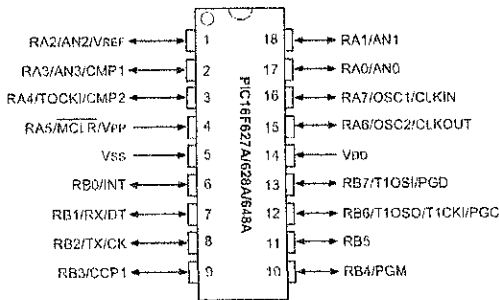 RA2/AN2/VREF 1 18 RA1/AN1
RA3/AN3/CMP1 2 17 RA0/AN0
RA4/TOCKI/CMP2 3 16 RA7/OSC1/CLKIN
RA5/MCLR/VPP 4 15 RA6/OSC2/CLKOUT
VSS 5 14 VDD
RB0/INT 6 13 RB7/T1OSI/PGD
RB1/RX/DT 7 12 RB6/T1OSO/T1CKI/PGC
RB2/TX/CK 8 11 RB5
RB3/CCP1 9 10 RB4/PGM
PIC16F627A/628A/648A